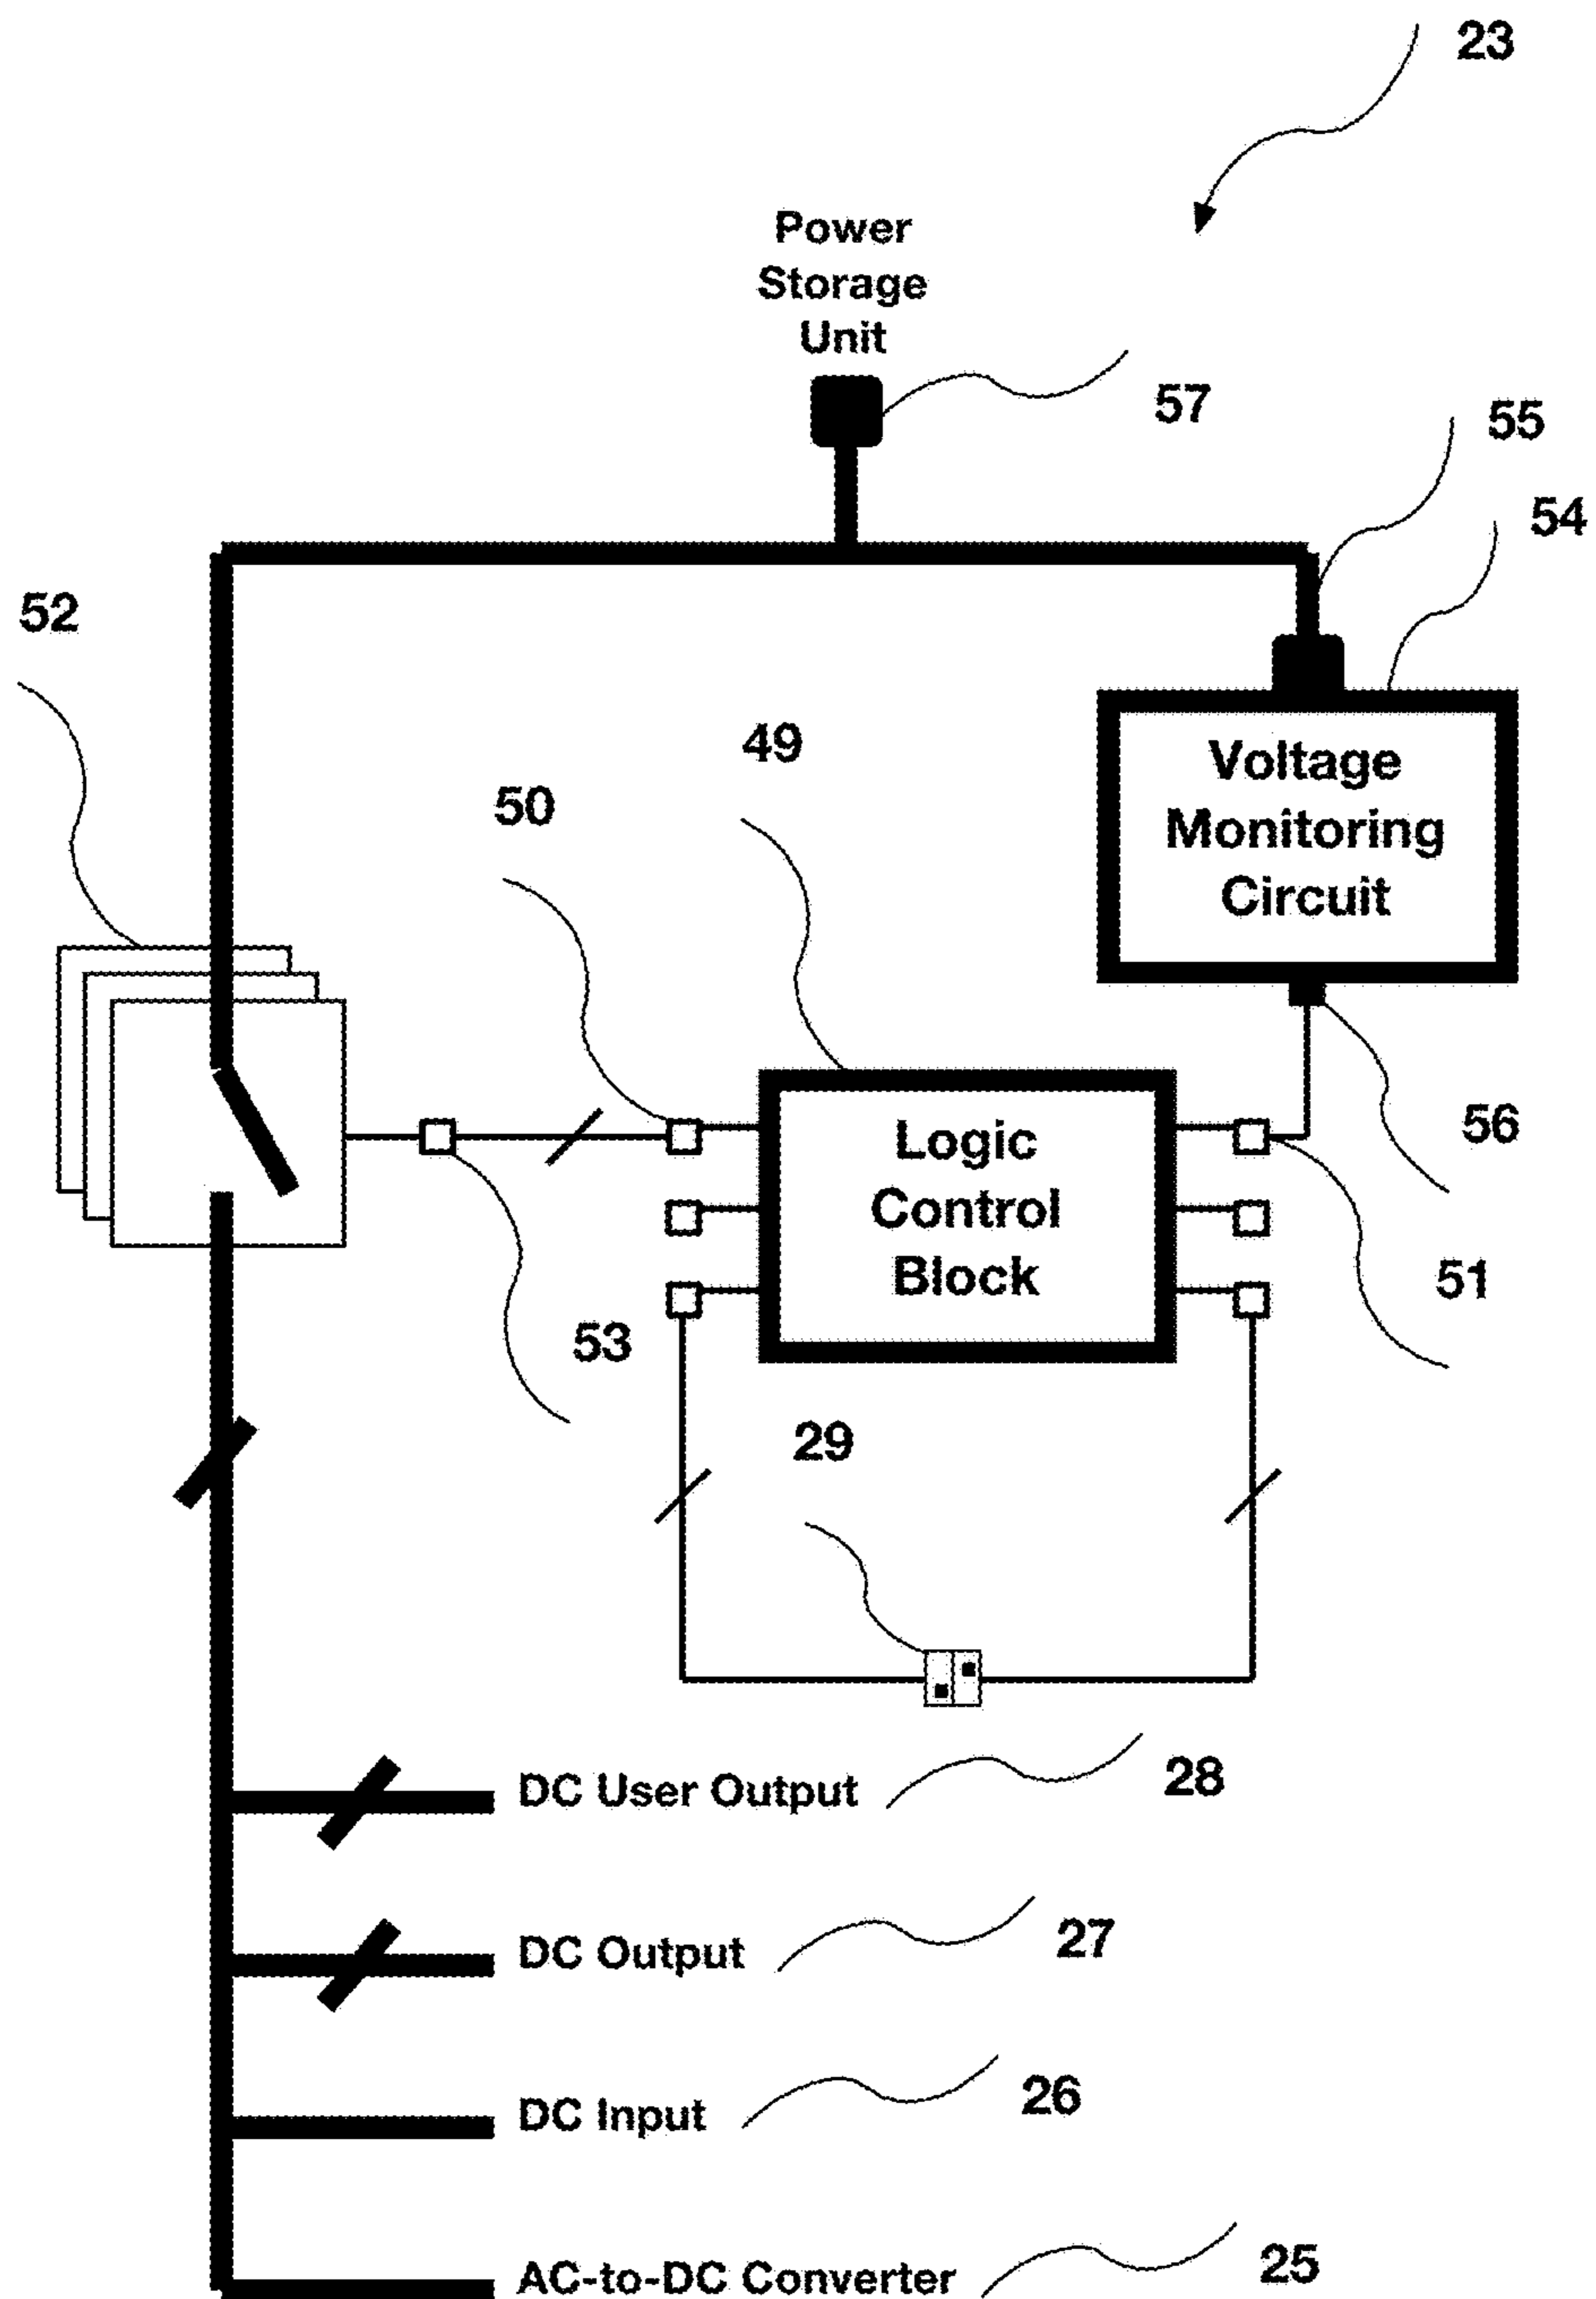 23
Power
Storage
Unit
57
55
54
52
Voltage
Monitoring
Circuit
49
50
56
Logic
Control
Block
51
53
29
DC User Output
28
DC Output
27
DC Input
26
AC-to-DC Converter
25